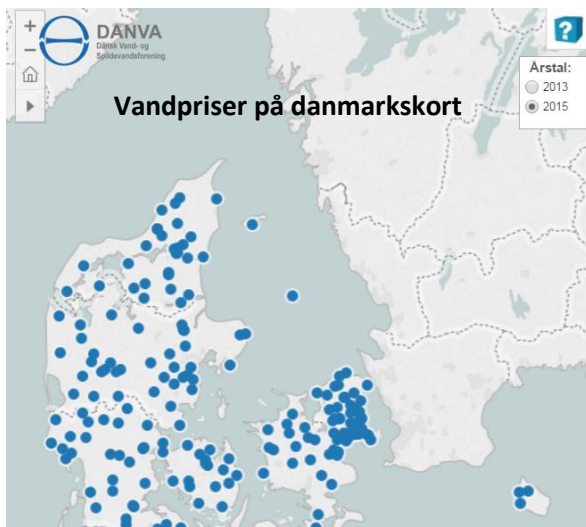 DANVA
Dansk Vand- og
Spildevandsforening
?
Årstal:
2013
2015
Vandpriser på danmarkskort